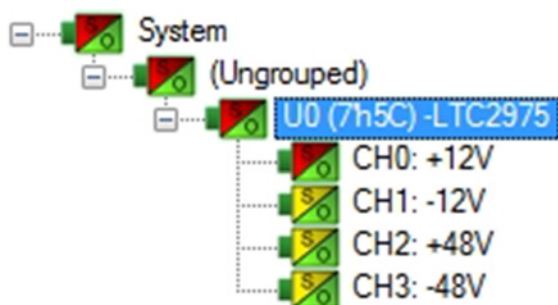 System
(Ungrouped)
U0 (7h5C) -LTC2975
S O CH0: +12V
S O CH1: -12V
S O CH2: +48V
S O CH3: -48V